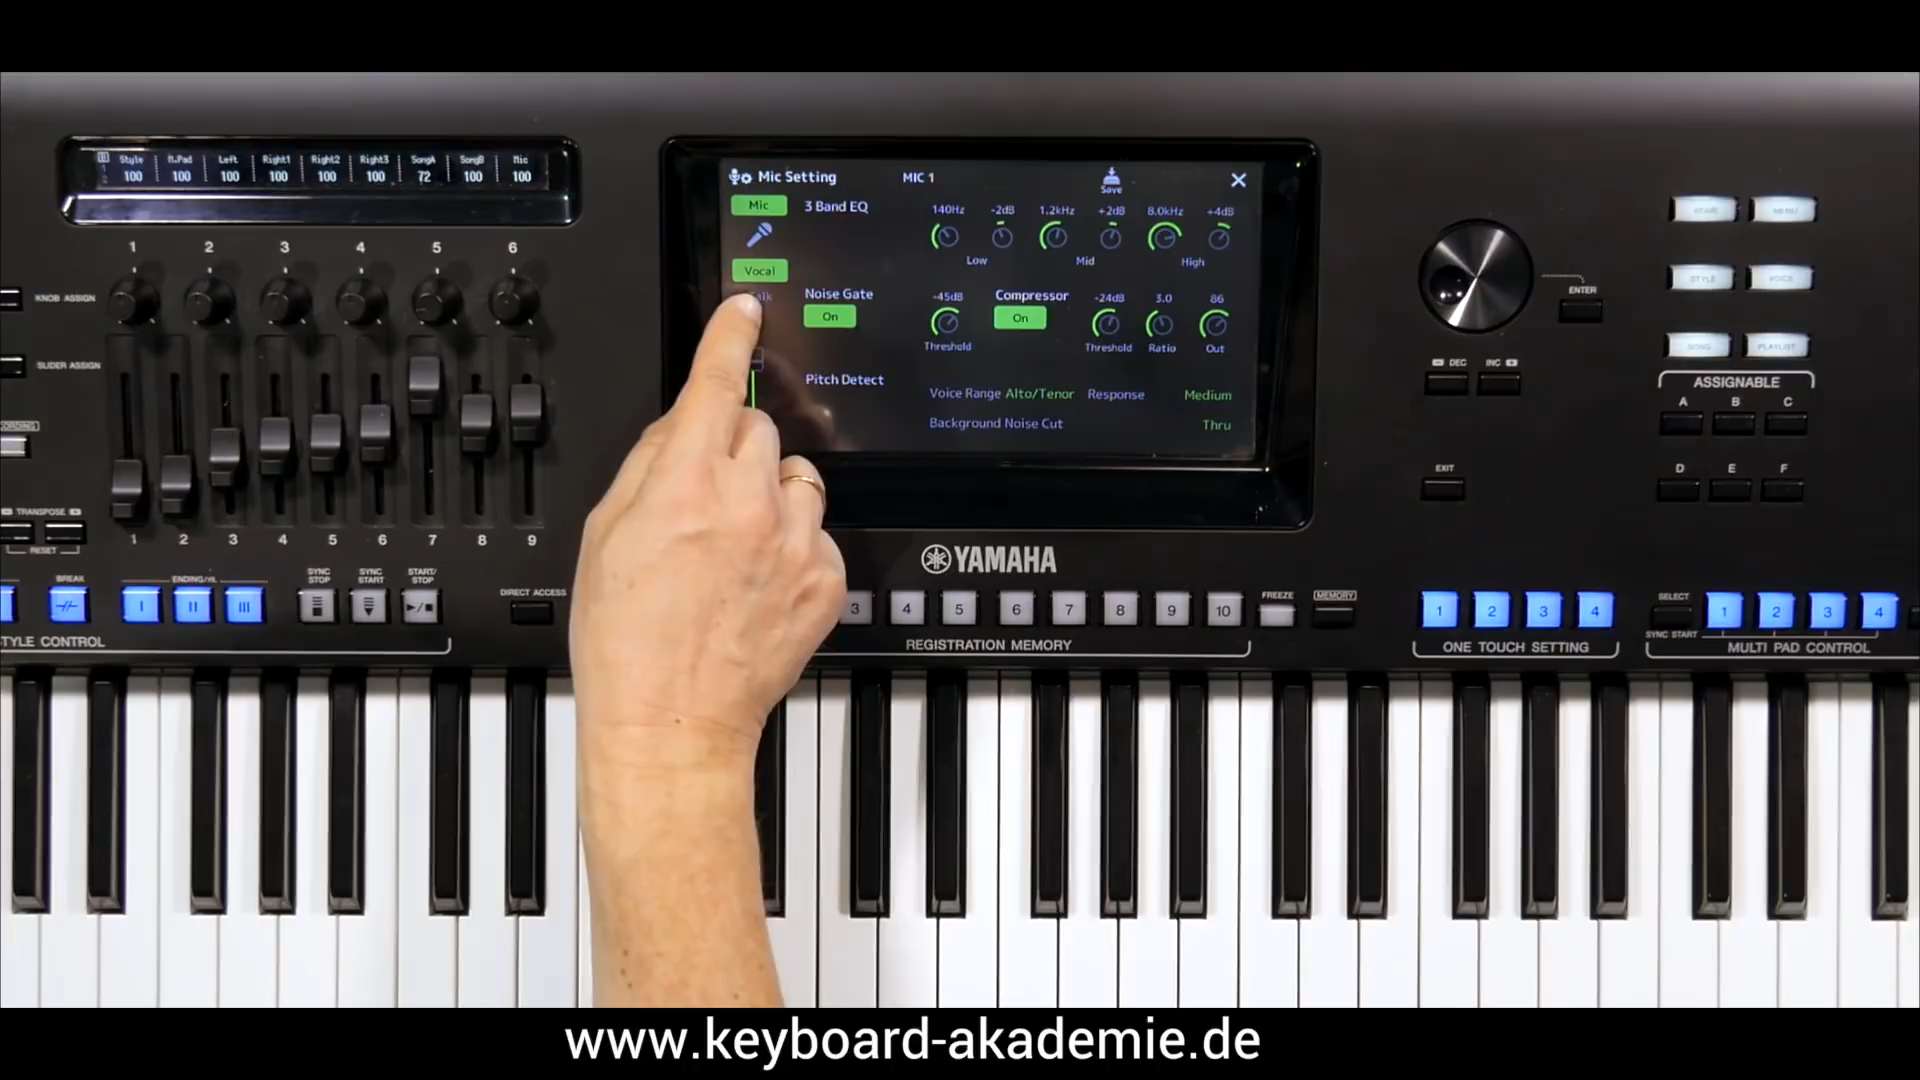 Style M.Pad Left Right1 Right2 Right3 SongA SongB Mic
100 100 100 100 100 100 72 100 100
1 2 3 4 5 6
KNOB ASSIGN
SLIDER ASSIGN
TRANSPOSE
RESET
1 2 3 4 5 6 7 8 9
BREAK
ENDING/rit.
SYNC STOP
SYNC START
START/STOP
I II III
DIRECT ACCESS
STYLE CONTROL
Mic Setting
MIC 1
Save
Mic
3 Band EQ
140Hz -2dB 1.2kHz +2dB 8.0kHz +4dB
Low Mid High
Vocal
Noise Gate
On
-45dB
Threshold
Compressor
On
-24dB 3.0 86
Threshold Ratio Out
Pitch Detect
Voice Range Alto/Tenor Response Medium
Background Noise Cut Thru
YAMAHA
3 4 5 6 7 8 9 10
REGISTRATION MEMORY
FREEZE
MEMORY
ENTER
DEC INC
EXIT
HOME MENU
STYLE VOICE
SONG PLAYLIST
ASSIGNABLE
A B C
D E F
1 2 3 4
ONE TOUCH SETTING
SELECT
SYNC START
1 2 3 4
MULTI PAD CONTROL
www.keyboard-akademie.de